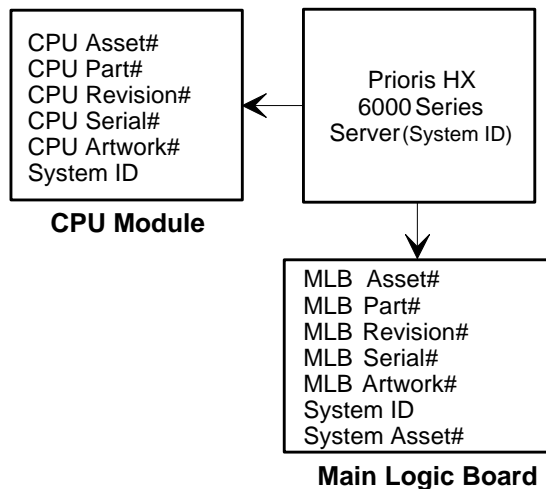 CPU Asset#
CPU Part#
CPU Revision#
CPU Serial#
CPU Artwork#
System ID
CPU Module
Prioris HX
6000 Series
Server (System ID)
MLB Asset#
MLB Part#
MLB Revision#
MLB Serial#
MLB Artwork#
System ID
System Asset#
Main Logic Board